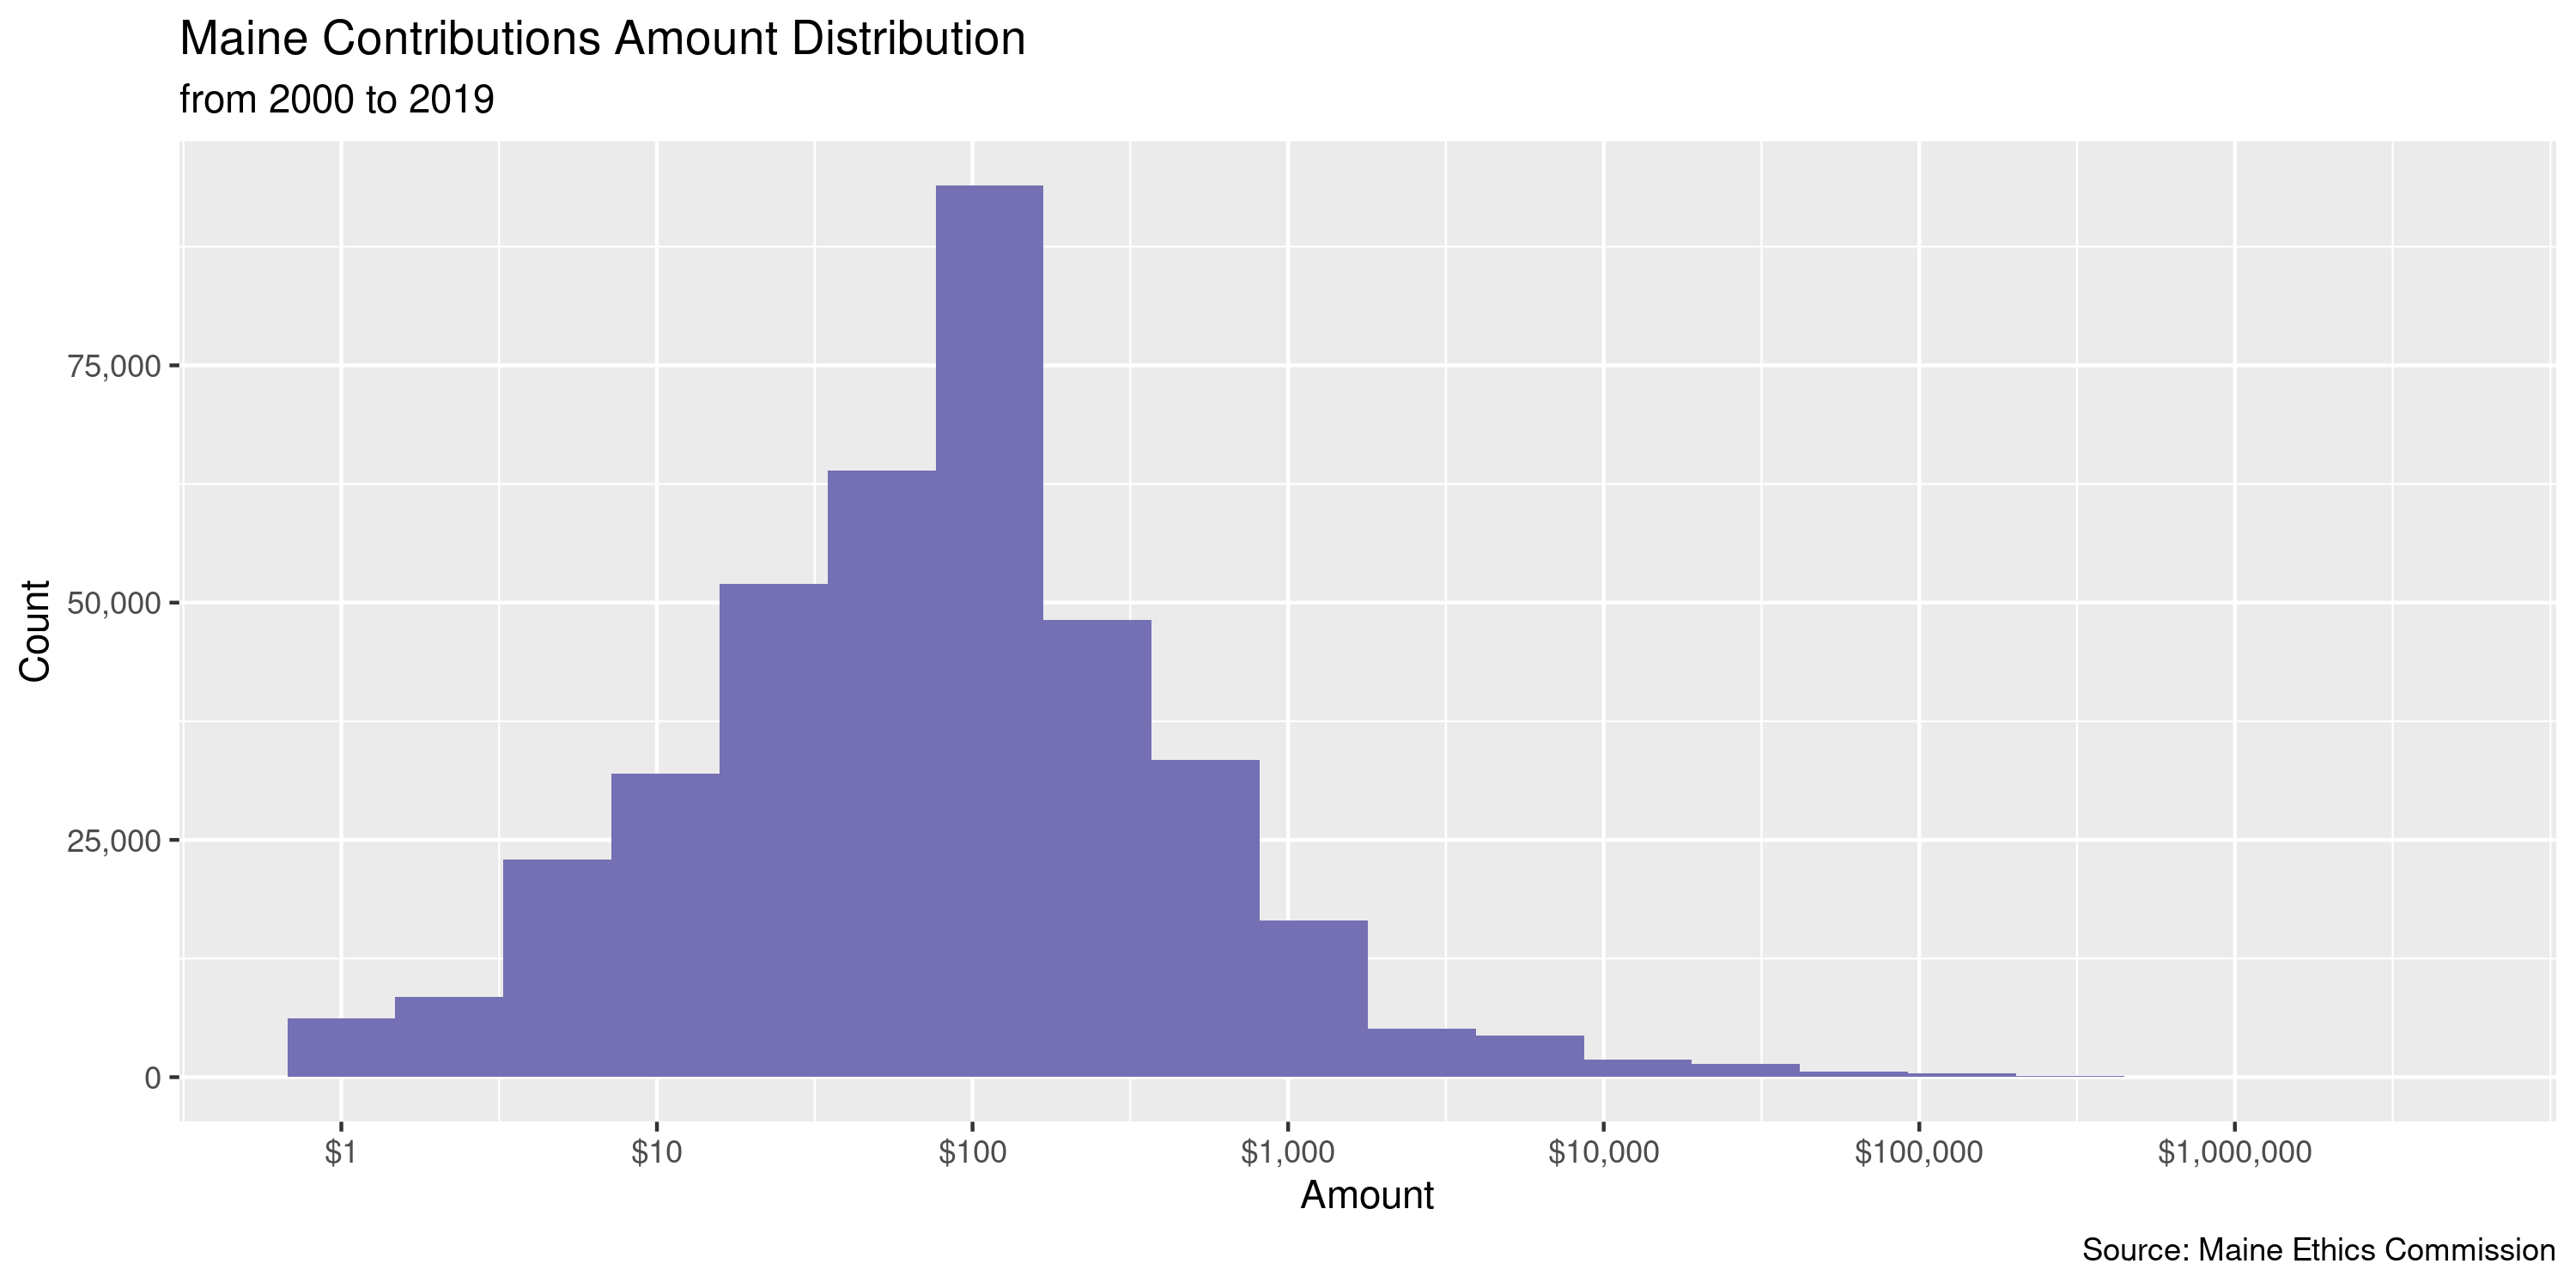 Maine Contributions Amount Distribution
from 2000 to 2019
Count
75,000
50,000
25,000
0
$1 $10 $100 $1,000 $10,000 $100,000 $1,000,000
Amount
Source: Maine Ethics Commission